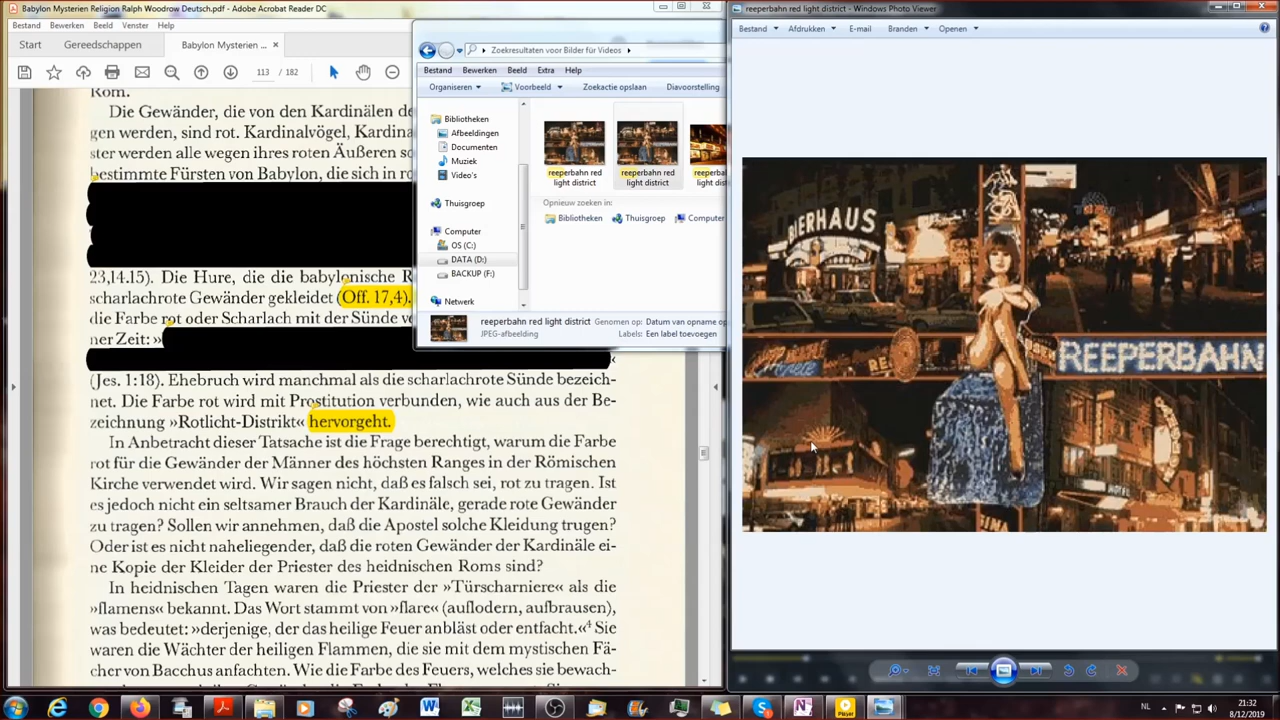 Babylon Mysterien Religion Ralph Woodrow Deutsch.pdf - Adobe Acrobat Reader DC
Bestand Bewerken Beeld Venster Help
Start Gereedschappen Babylon Mysterien ... ×
113 / 182
Rom.
Die Gewänder, die von den Kardinälen de
gen werden, sind rot. Kardinalvögel, Kardina
ster werden alle wegen ihres roten Äußeren so
bestimmte Fürsten von Babylon, die sich in ro
23,14.15). Die Hure, die die babylonische R
scharlachrote Gewänder gekleidet (Off. 17,4).
die Farbe rot oder Scharlach mit der Sünde ve
ner Zeit: »
(Jes. 1:18). Ehebruch wird manchmal als die scharlachrote Sünde bezeich-
net. Die Farbe rot wird mit Prostitution verbunden, wie auch aus der Be-
zeichnung »Rotlicht-Distrikt« hervorgeht.
In Anbetracht dieser Tatsache ist die Frage berechtigt, warum die Farbe
rot für die Gewänder der Männer des höchsten Ranges in der Römischen
Kirche verwendet wird. Wir sagen nicht, daß es falsch sei, rot zu tragen. Ist
es jedoch nicht ein seltsamer Brauch der Kardinäle, gerade rote Gewänder
zu tragen? Sollen wir annehmen, daß die Apostel solche Kleidung trugen?
Oder ist es nicht naheliegender, daß die roten Gewänder der Kardinäle ei-
ne Kopie der Kleider der Priester des heidnischen Roms sind?
In heidnischen Tagen waren die Priester der »Türscharniere« als die
»flamens« bekannt. Das Wort stammt von »flare« (auflodern, aufbrausen),
was bedeutet: »derjenige, der das heilige Feuer anbläst oder entfacht.«4 Sie
waren die Wächter der heiligen Flammen, die sie mit dem mystischen Fä-
cher von Bacchus anfachten. Wie die Farbe des Feuers, welches sie bewach-
Zoekresultaten voor Bilder für Videos
Bestand Bewerken Beeld Extra Help
Organiseren Voorbeeld Zoekactie opslaan Diavoorstelling
Bibliotheken
Afbeeldingen
Documenten
Muziek
Video's
Thuisgroep
Computer
OS (C:)
DATA (D:)
BACKUP (F:)
Netwerk
reeperbahn red light district
reeperbahn red light district
reeperbah
light dis
Opnieuw zoeken in:
Bibliotheken Thuisgroep Computer
reeperbahn red light district Genomen op: Datum van opname op
JPEG-afbeelding Labels: Een label toevoegen
reeperbahn red light district - Windows Photo Viewer
Bestand Afdrukken E-mail Branden Openen
BIERHAUS
REEPERBAHN
NL
21:32
8/12/2019